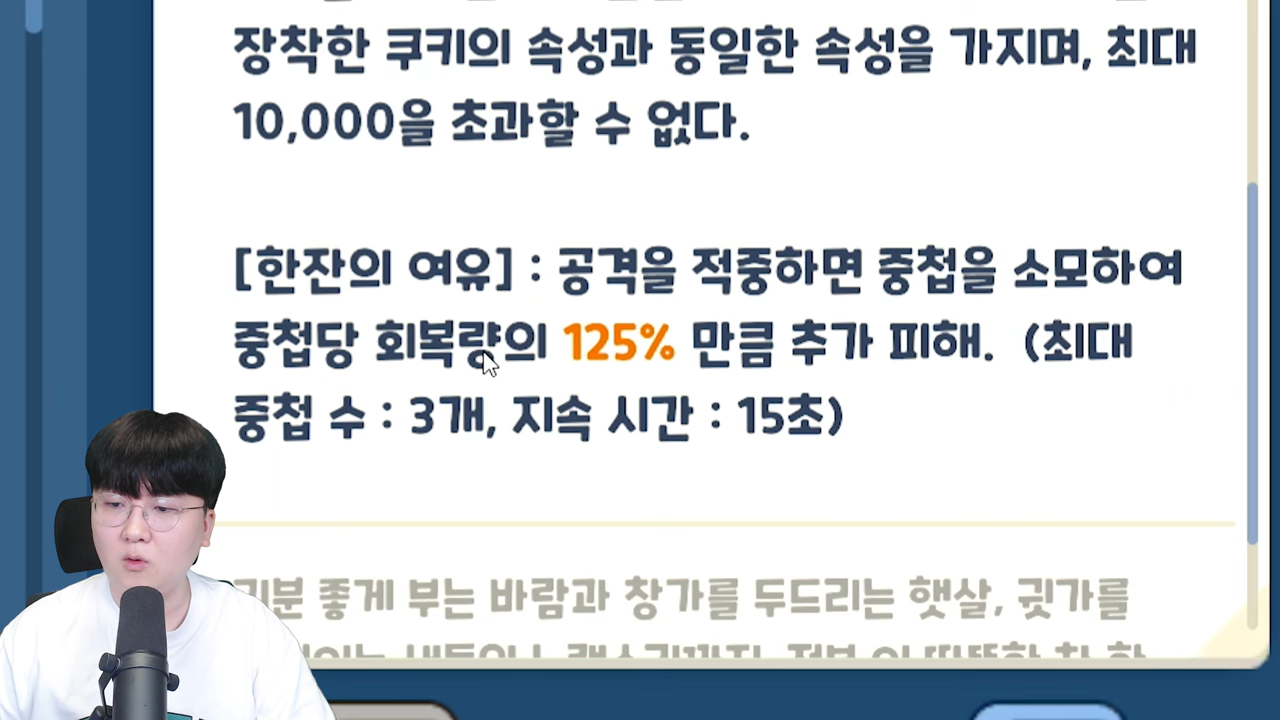 장착한 쿠키의 속성과 동일한 속성을 가지며, 최대
10,000을 초과할 수 없다.
[한잔의 여유] : 공격을 적중하면 중첩을 소모하여
중첩당 회복량의 125% 만큼 추가 피해. (최대
중첩 수 : 3개, 지속 시간 : 15초)
기분 좋게 부는 바람과 창가를 두드리는 햇살, 귓가를